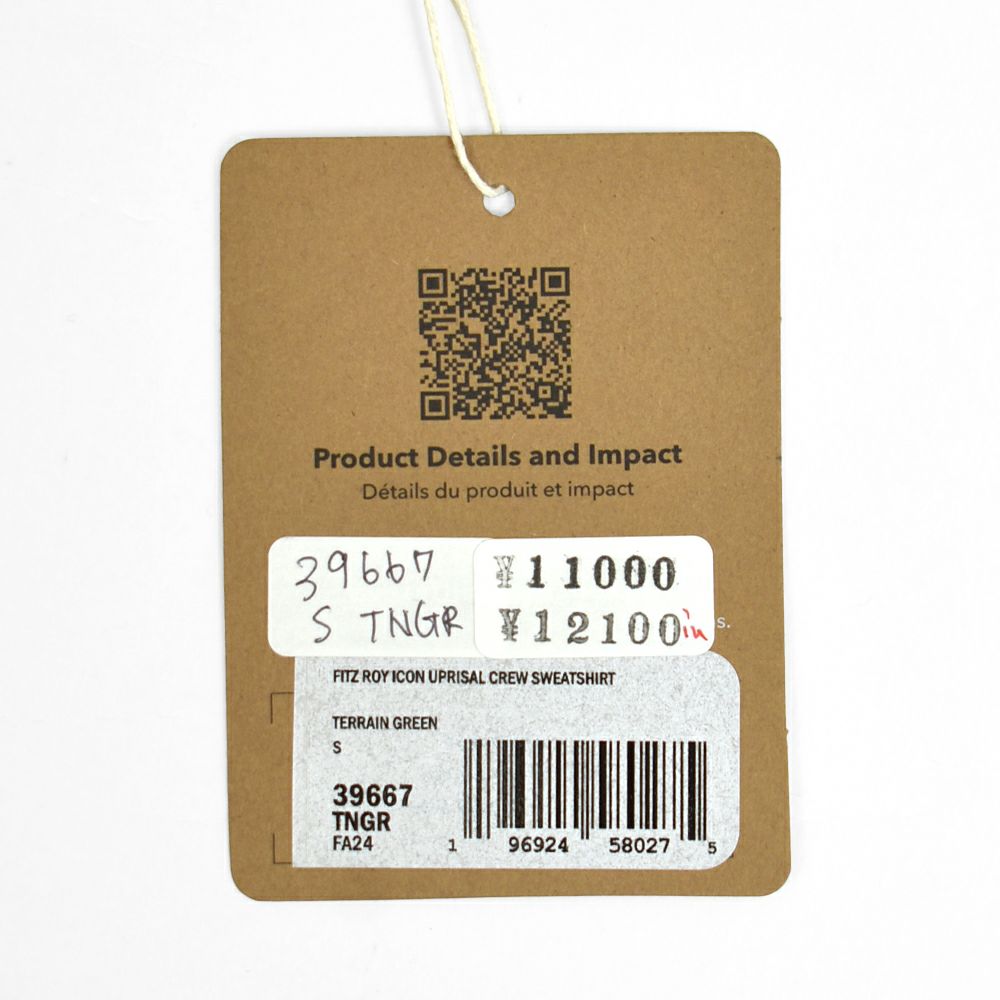 Product Details and Impact
Détails du produit et impact
39667
S TNGR
¥11000
¥12100in
s.
FITZ ROY ICON UPRISAL CREW SWEATSHIRT
TERRAIN GREEN
S
39667
TNGR
FA24
1 96924 58027 5